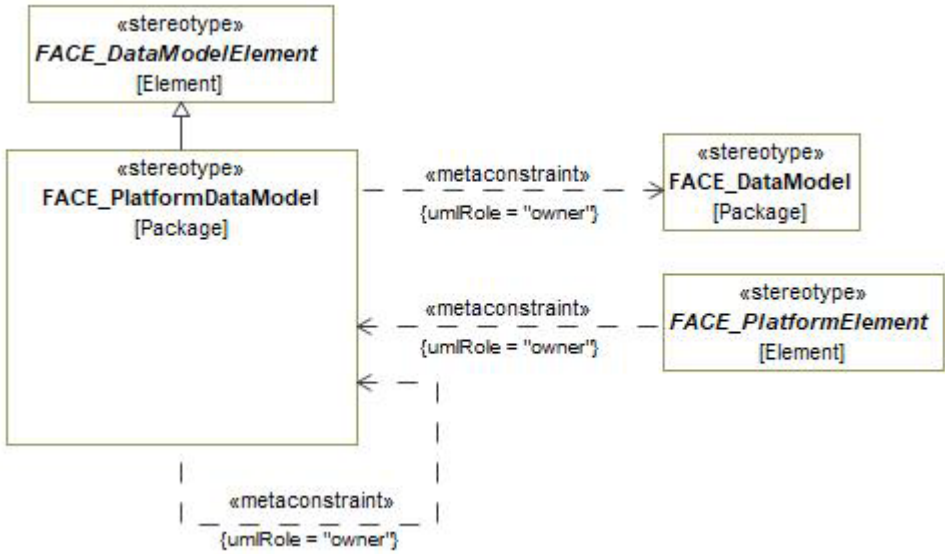 «stereotype»
FACE_DataModelElement
[Element]
«stereotype»
FACE_PlatformDataModel
[Package]
«metaconstraint»
{umlRole = "owner"}
«stereotype»
FACE_DataModel
[Package]
«metaconstraint»
{umlRole = "owner"}
«stereotype»
FACE_PlatformElement
[Element]
«metaconstraint»
{umlRole = "owner"}